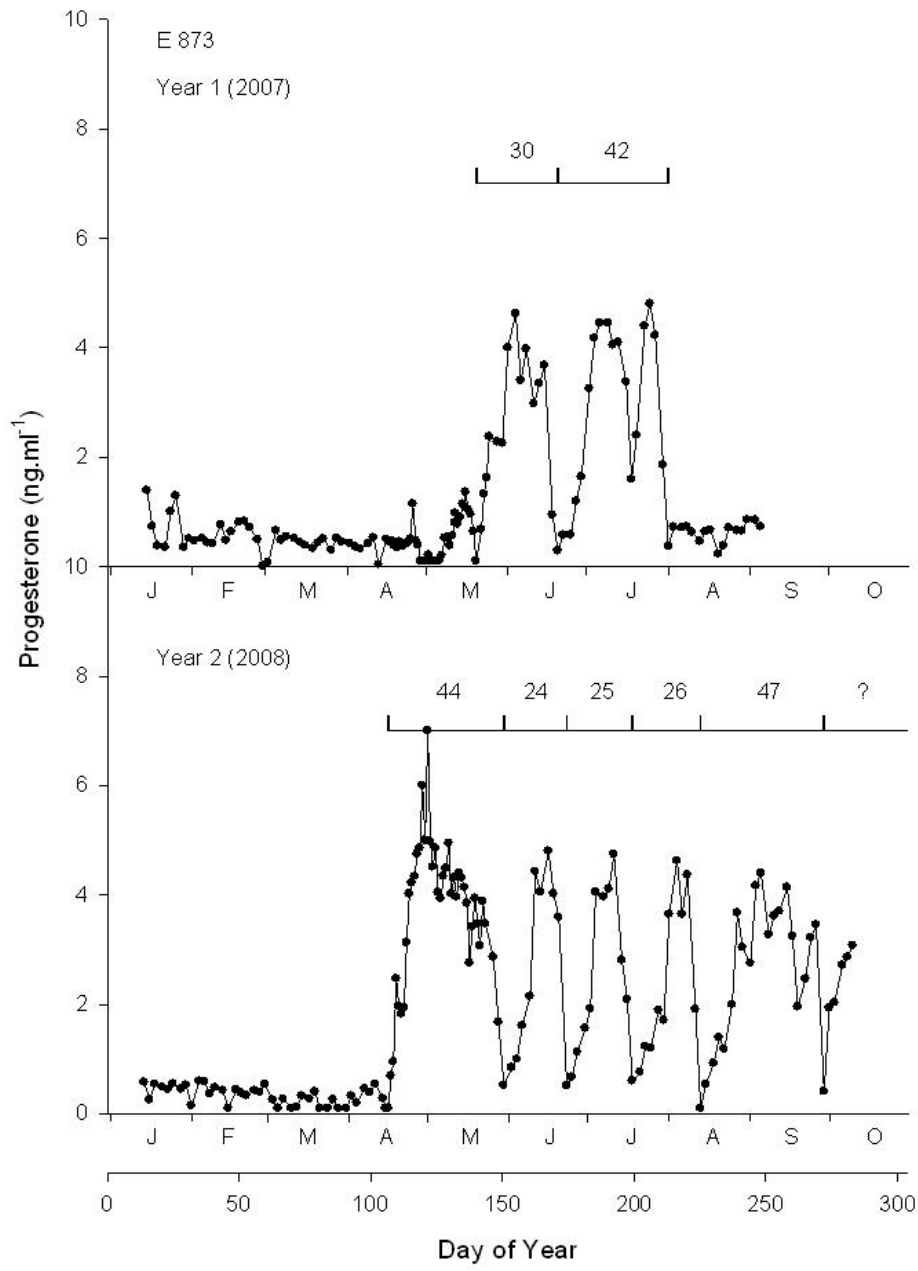 10
E 873
Year 1 (2007)
8
30 42
6
4
2
10
J F M A M J J A S O
Progesterone (ng.ml-1)
Year 2 (2008)
8
44 24 25 26 47 ?
6
4
2
0
J F M A M J J A S O
0 50 100 150 200 250 300
Day of Year